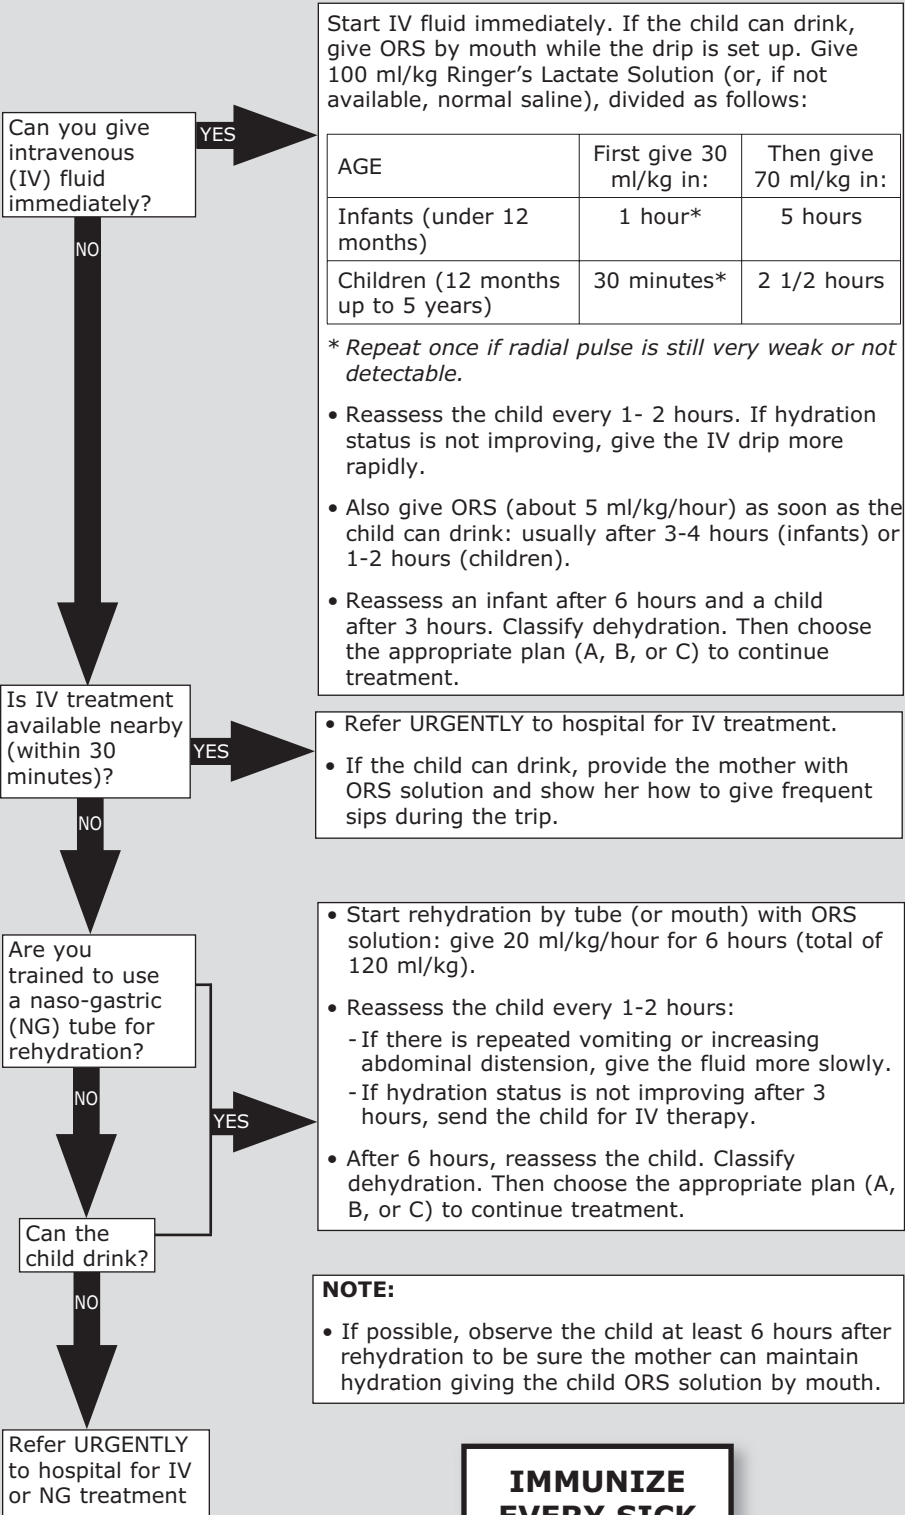 Start IV fluid immediately. If the child can drink,
give ORS by mouth while the drip is set up. Give
100 ml/kg Ringer’s Lactate Solution (or, if not
available, normal saline), divided as follows:
Can you give
intravenous
(IV) fluid
immediately?
YES
AGE
First give 30
ml/kg in:
Then give
70 ml/kg in:
Infants (under 12
months)
1 hour*
5 hours
Children (12 months
up to 5 years)
30 minutes*
2 1/2 hours
NO
* Repeat once if radial pulse is still very weak or not
detectable.
• Reassess the child every 1- 2 hours. If hydration
status is not improving, give the IV drip more
rapidly.
• Also give ORS (about 5 ml/kg/hour) as soon as the
child can drink: usually after 3-4 hours (infants) or
1-2 hours (children).
• Reassess an infant after 6 hours and a child
after 3 hours. Classify dehydration. Then choose
the appropriate plan (A, B, or C) to continue
treatment.
Is IV treatment
available nearby
(within 30
minutes)?
YES
• Refer URGENTLY to hospital for IV treatment.
• If the child can drink, provide the mother with
ORS solution and show her how to give frequent
sips during the trip.
NO
Are you
trained to use
a naso-gastric
(NG) tube for
rehydration?
• Start rehydration by tube (or mouth) with ORS
solution: give 20 ml/kg/hour for 6 hours (total of
120 ml/kg).
• Reassess the child every 1-2 hours:
- If there is repeated vomiting or increasing
abdominal distension, give the fluid more slowly.
- If hydration status is not improving after 3
hours, send the child for IV therapy.
• After 6 hours, reassess the child. Classify
dehydration. Then choose the appropriate plan (A,
B, or C) to continue treatment.
NO
YES
Can the
child drink?
NO
NOTE:
• If possible, observe the child at least 6 hours after
rehydration to be sure the mother can maintain
hydration giving the child ORS solution by mouth.
Refer URGENTLY
to hospital for IV
or NG treatment
IMMUNIZE
EVERY SICK